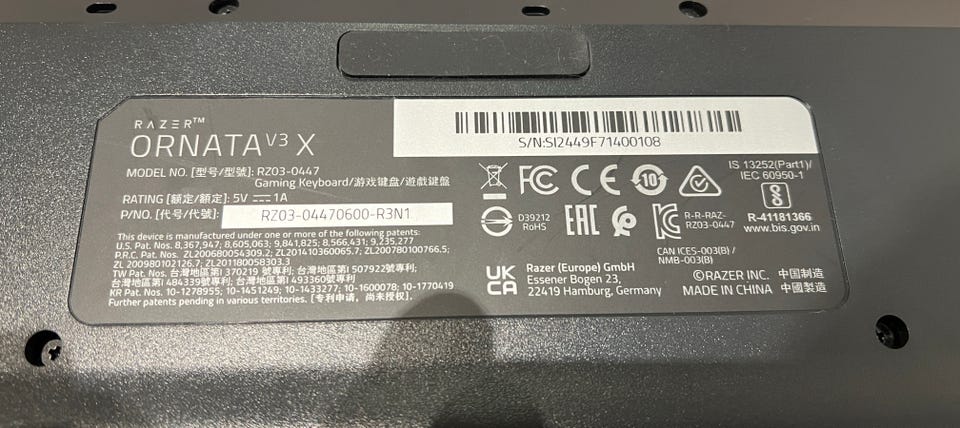 RAZER™
ORNATA V3 X
MODEL NO. [型号/型號]: RZ03-0447
Gaming Keyboard/游戏键盘/遊戲鍵盤
RATING [额定/額定]: 5V ⎓ 1A
P/NO. [代号/代號]: RZ03-04470600-R3N1
This device is manufactured under one or more of the following patents:
U.S. Pat. Nos. 8,367,947; 8,605,063; 9,841,825; 8,566,431; 9,235,277
P.R.C. Pat. Nos. ZL200680054309.2; ZL201410360065.7; ZL200780100766.5;
ZL 200980102126.7; ZL201180058303.3
TW Pat. Nos. 台灣地區第I 370219 號專利; 台灣地區第I 507922號專利;
台灣地區第I 484339號專利; 台灣地區第I 493360號專利
KR Pat. Nos. 10-1278955; 10-1451249; 10-1433277; 10-1600078; 10-1770419
Further patents pending in various territories. [专利申请，尚未授权].
S/N:SI2449F71400108
FC CE 10
IS 13252(Part1)/
IEC 60950-1
R-41181366
www.bis.gov.in
D39212
RoHS
EAC
R-R-RAZ-
RZ03-0447
CAN ICES-003(B) /
NMB-003(B)
UK
CA
Razer (Europe) GmbH
Essener Bogen 23,
22419 Hamburg, Germany
©RAZER INC. 中国制造
MADE IN CHINA 中國製造